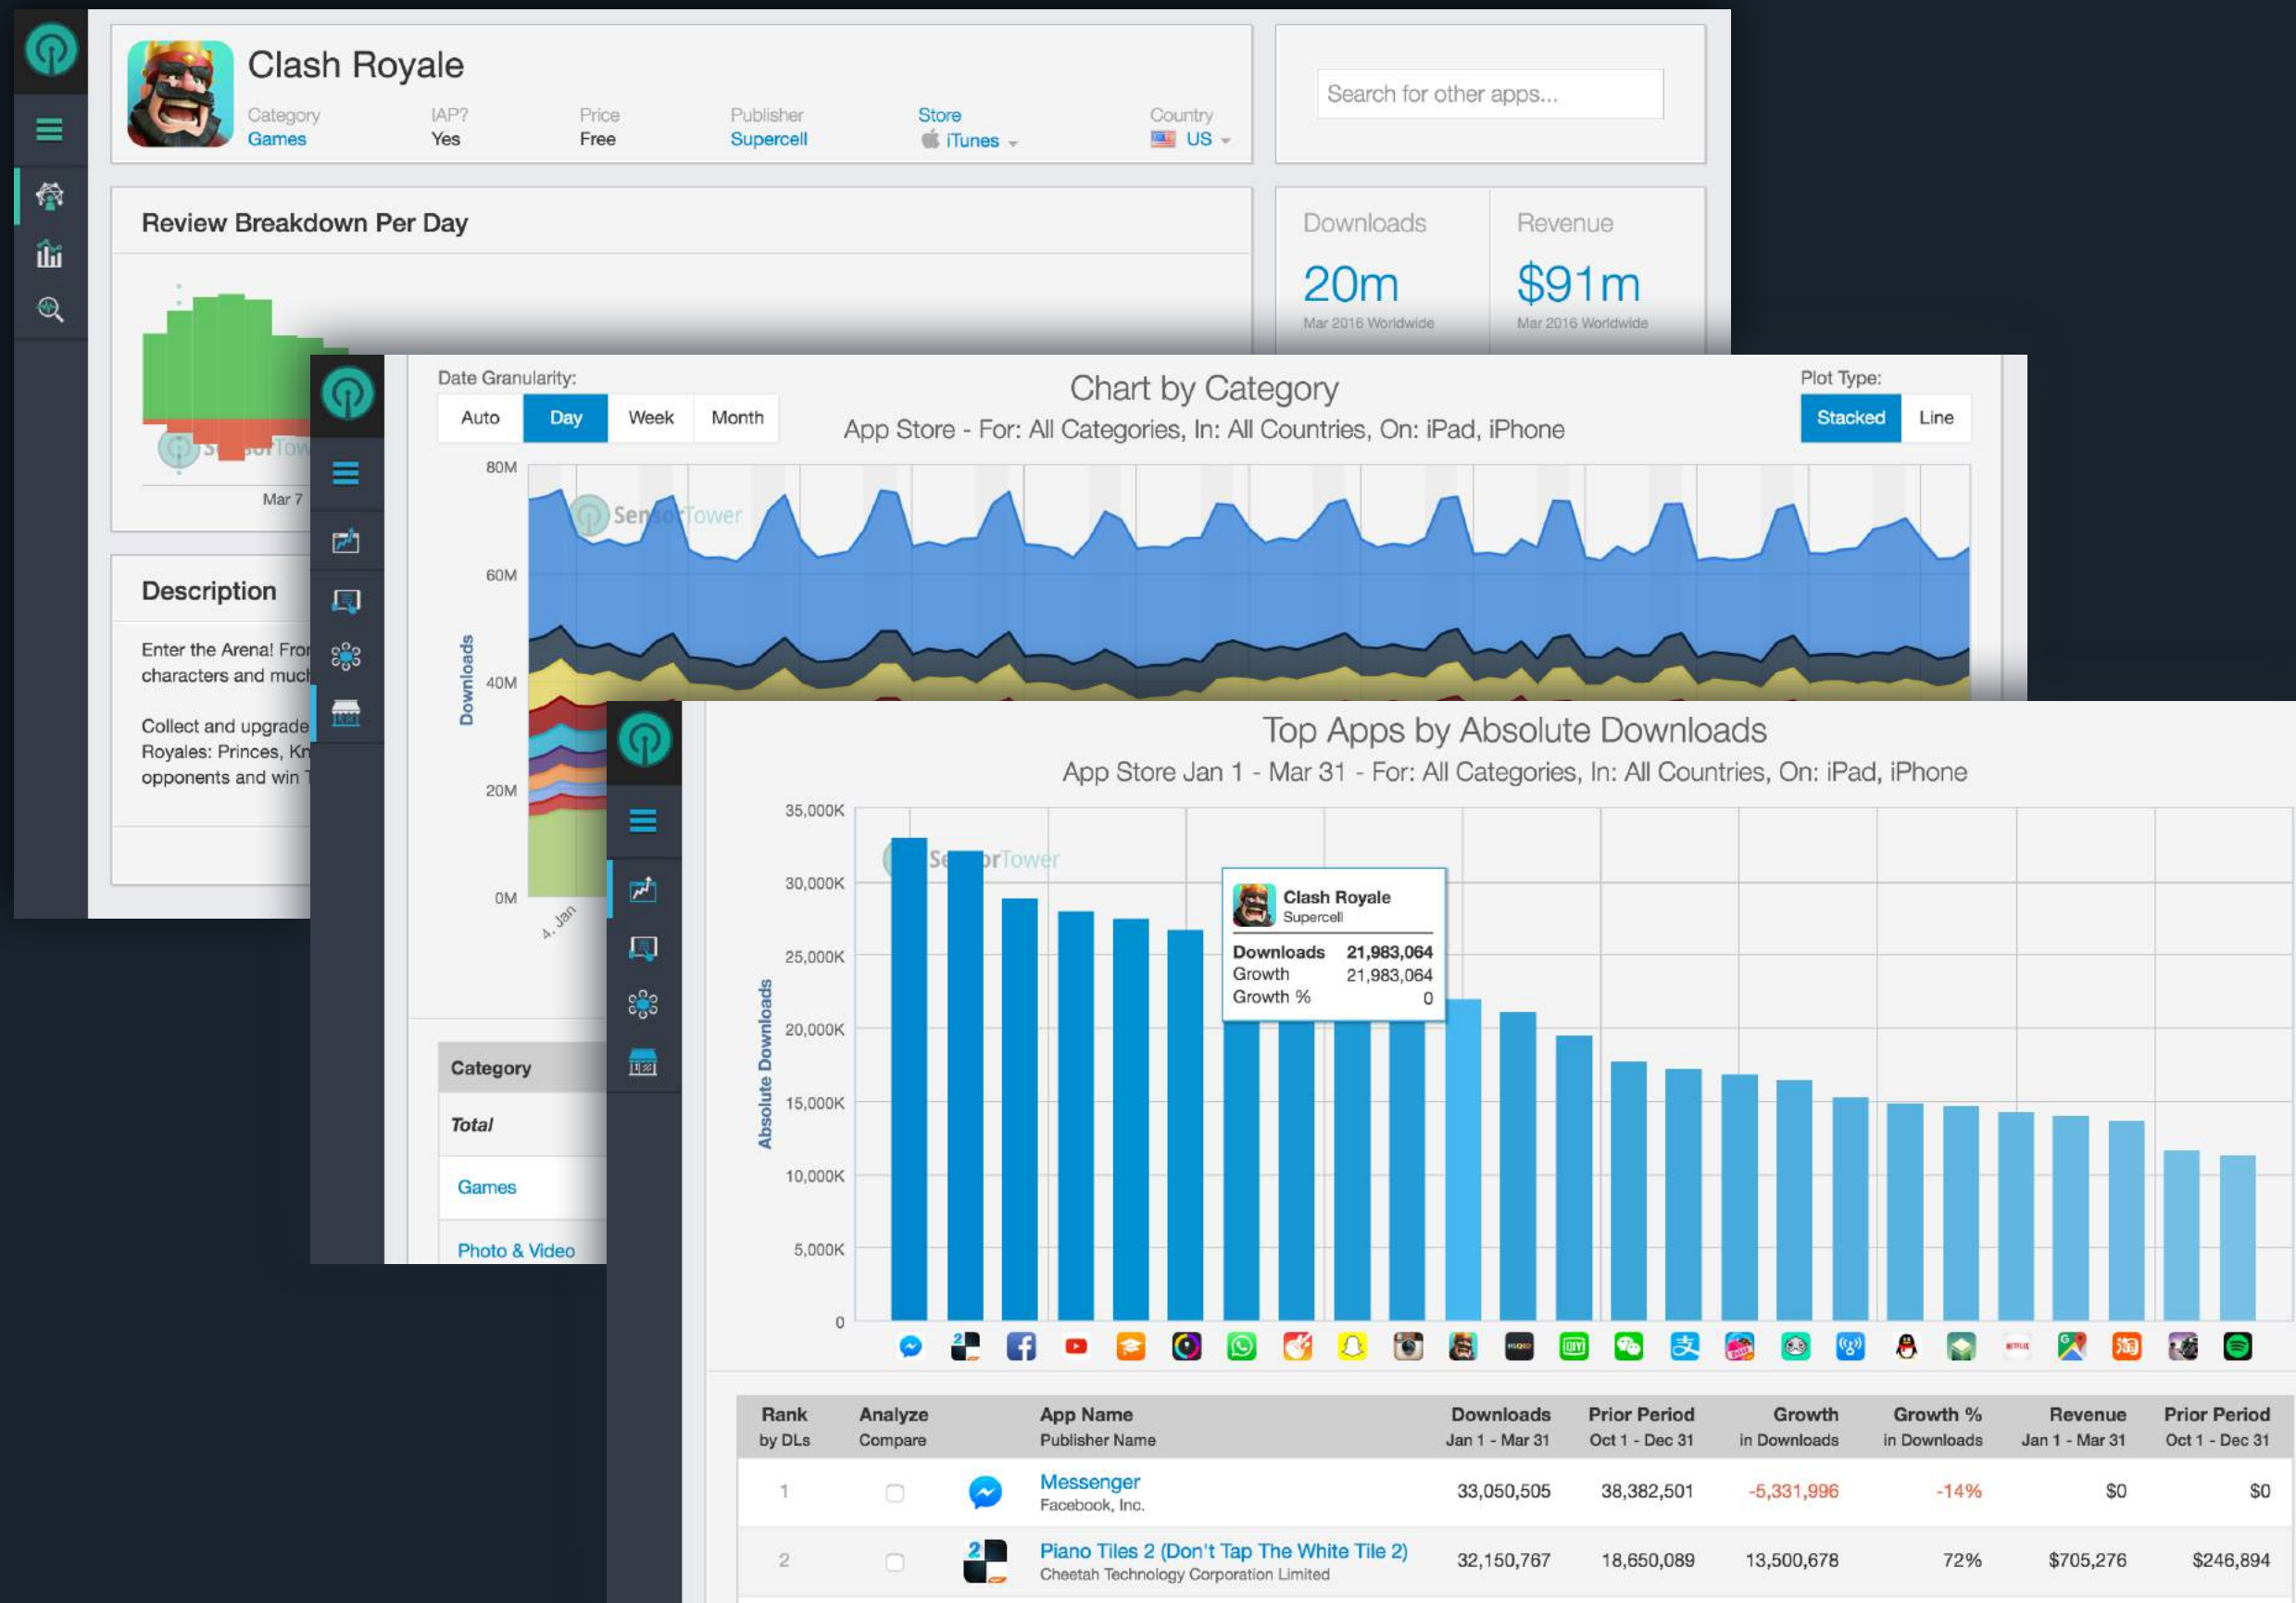 Clash Royale
Category IAP? Price Publisher Store Country
Games Yes Free Supercell iTunes US
Search for other apps...
Review Breakdown Per Day
Mar 7
Downloads Revenue
20m $91m
Mar 2016 Worldwide Mar 2016 Worldwide
Description
Enter the Arena!
characters and
Collect and upgrade
Royales: Princes,
opponents and win
Date Granularity:
Auto Day Week Month
Chart by Category
App Store - For: All Categories, In: All Countries, On: iPad, iPhone
Plot Type:
Stacked Line
SensorTower
80M
60M
40M
20M
0M
Downloads
4. Jan
Category
Total
Games
Photo & Video
Top Apps by Absolute Downloads
App Store Jan 1 - Mar 31 - For: All Categories, In: All Countries, On: iPad, iPhone
35,000K
30,000K
25,000K
20,000K
15,000K
10,000K
5,000K
0
Absolute Downloads
Clash Royale
Supercell
Downloads 21,983,064
Growth 21,983,064
Growth % 0
Rank Analyze App Name Downloads Prior Period Growth Growth % Revenue Prior Period
by DLs Compare Publisher Name Jan 1 - Mar 31 Oct 1 - Dec 31 in Downloads in Downloads Jan 1 - Mar 31 Oct 1 - Dec 31
1 Messenger 33,050,505 38,382,501 -5,331,996 -14% $0 $0
Facebook, Inc.
2 Piano Tiles 2 (Don't Tap The White Tile 2) 32,150,767 18,650,089 13,500,678 72% $705,276 $246,894
Cheetah Technology Corporation Limited